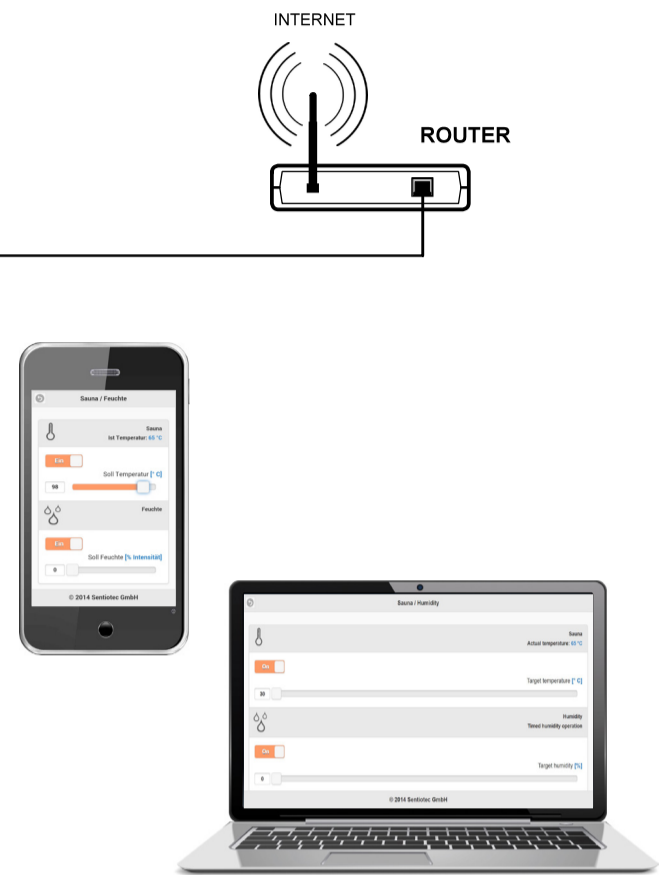 INTERNET
ROUTER
Sauna / Feuchte
Sauna
Ist Temperatur: 65 °C
Ein
Soll Temperatur [° C]
98
Feuchte
Ein
Soll Feuchte [% Intensität]
0
© 2014 Sentiotec GmbH
Sauna / Humidity
Sauna
Actual temperature: 65 °C
On
Target temperature [° C]
30
Humidity
Timed humidity operation
On
Target humidity [%]
0
© 2014 Sentiotec GmbH